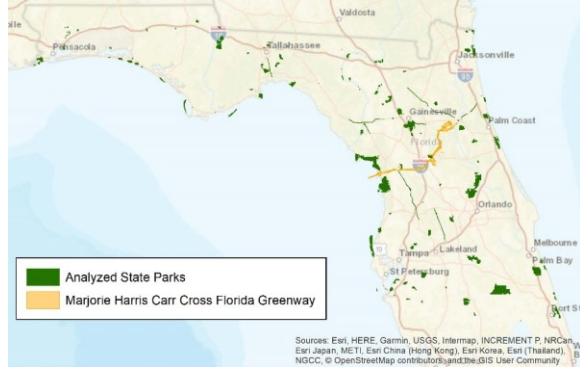 Valdosta
Pensacola
Tallahassee
Jacksonville
Gainesville
Palm Coast
Florida
Orlando
Melbourne
Tampa
Lakeland
Palm Bay
St Petersburg
Port St
Analyzed State Parks
Marjorie Harris Carr Cross Florida Greenway
Sources: Esri, HERE, Garmin, USGS, Intermap, INCREMENT P, NRCan,
Esri Japan, METI, Esri China (Hong Kong), Esri Korea, Esri (Thailand),
NGCC, © OpenStreetMap contributors, and the GIS User Community